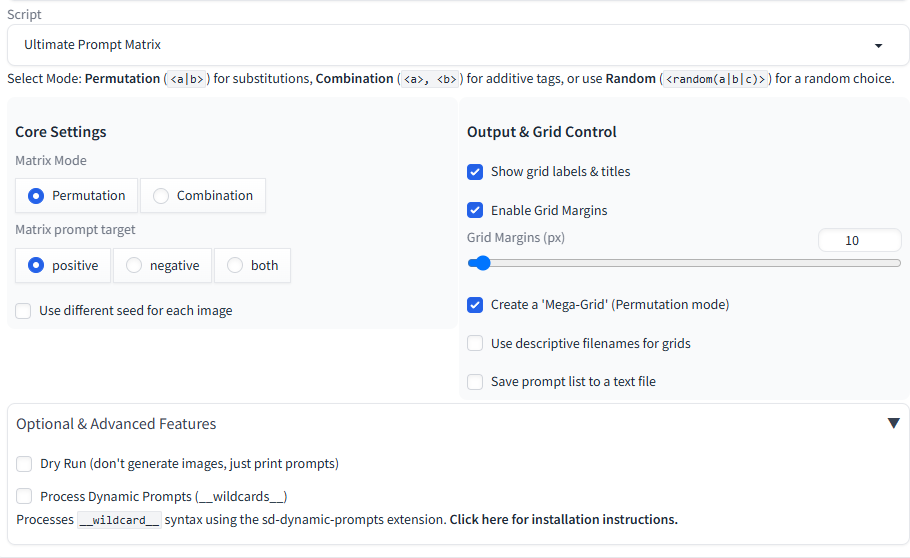 Script
Ultimate Prompt Matrix
Select Mode: Permutation ( <a|b> ) for substitutions, Combination ( <a>, <b> ) for additive tags, or use Random ( <random(a|b|c)> ) for a random choice.
Core Settings
Matrix Mode
Permutation Combination
Matrix prompt target
positive negative both
Use different seed for each image
Output & Grid Control
Show grid labels & titles
Enable Grid Margins
Grid Margins (px) 10
Create a 'Mega-Grid' (Permutation mode)
Use descriptive filenames for grids
Save prompt list to a text file
Optional & Advanced Features ▼
Dry Run (don't generate images, just print prompts)
Process Dynamic Prompts (__wildcards__)
Processes __wildcard__ syntax using the sd-dynamic-prompts extension. Click here for installation instructions.